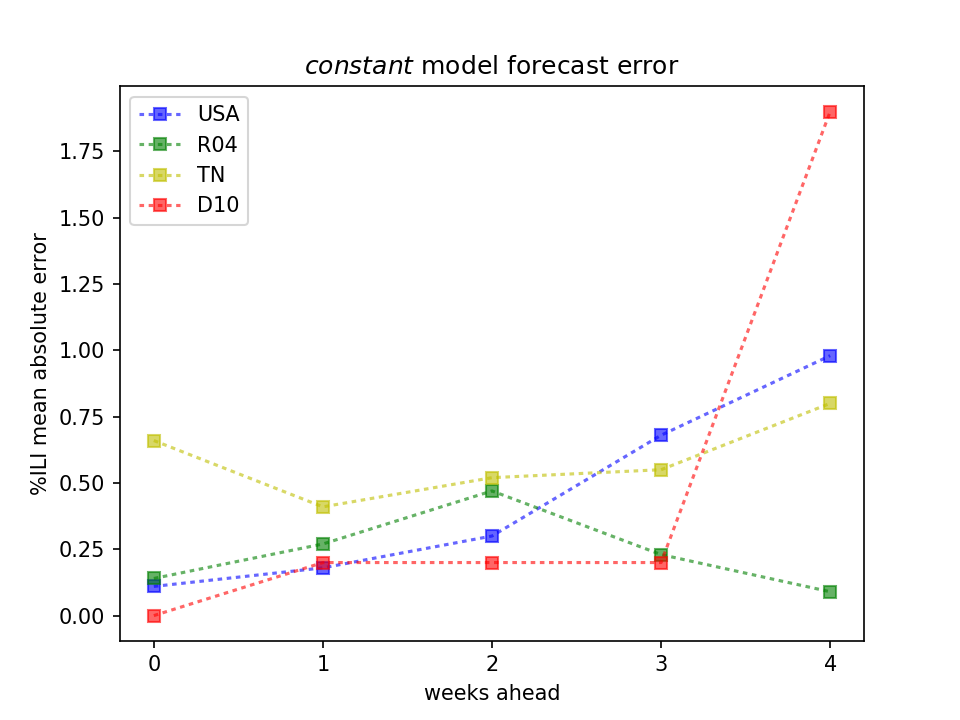 constant model forecast error
USA
R04
TN
D10
1.75
1.50
1.25
1.00
0.75
0.50
0.25
0.00
%ILI mean absolute error
0 1 2 3 4
weeks ahead